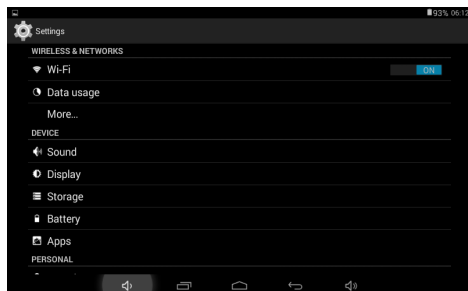 93% 06:12
Settings
WIRELESS & NETWORKS
Wi-Fi ON
Data usage
More...
DEVICE
Sound
Display
Storage
Battery
Apps
PERSONAL